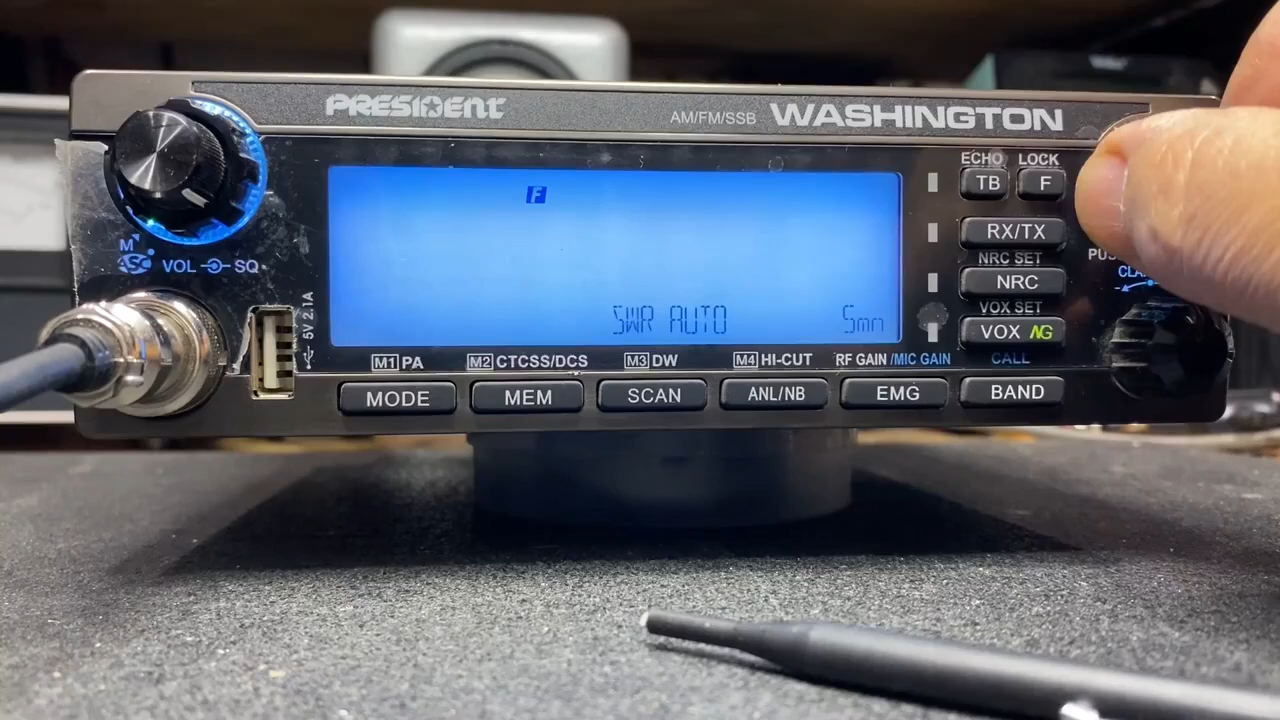 PRESIDENT
AM/FM/SSB WASHINGTON
ECHO LOCK
TB F
F
RX/TX
NRC SET
NRC
VOX SET
VOX NG
CALL
M
ASC VOL SQ
5V 2.1A
SWR AUTO
M1 PA M2 CTCSS/DCS M3 DW M4 HI-CUT RF GAIN/MIC GAIN
MODE MEM SCAN ANL/NB EMG BAND